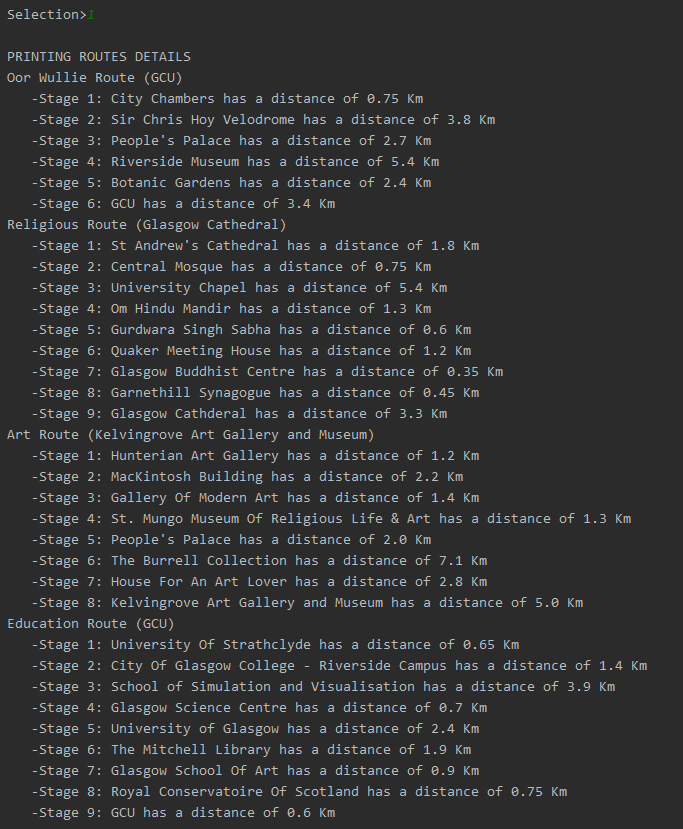 Selection>1
PRINTING ROUTES DETAILS
Oor Wullie Route (GCU)
-Stage 1: City Chambers has a distance of 0.75 Km
-Stage 2: Sir Chris Hoy Velodrome has a distance of 3.8 Km
-Stage 3: People's Palace has a distance of 2.7 Km
-Stage 4: Riverside Museum has a distance of 5.4 Km
-Stage 5: Botanic Gardens has a distance of 2.4 Km
-Stage 6: GCU has a distance of 3.4 Km
Religious Route (Glasgow Cathedral)
-Stage 1: St Andrew's Cathedral has a distance of 1.8 Km
-Stage 2: Central Mosque has a distance of 0.75 Km
-Stage 3: University Chapel has a distance of 5.4 Km
-Stage 4: Om Hindu Mandir has a distance of 1.3 Km
-Stage 5: Gurdwara Singh Sabha has a distance of 0.6 Km
-Stage 6: Quaker Meeting House has a distance of 1.2 Km
-Stage 7: Glasgow Buddhist Centre has a distance of 0.35 Km
-Stage 8: Garnethill Synagogue has a distance of 0.45 Km
-Stage 9: Glasgow Cathderal has a distance of 3.3 Km
Art Route (Kelvingrove Art Gallery and Museum)
-Stage 1: Hunterian Art Gallery has a distance of 1.2 Km
-Stage 2: MacKintosh Building has a distance of 2.2 Km
-Stage 3: Gallery Of Modern Art has a distance of 1.4 Km
-Stage 4: St. Mungo Museum Of Religious Life & Art has a distance of 1.3 Km
-Stage 5: People's Palace has a distance of 2.0 Km
-Stage 6: The Burrell Collection has a distance of 7.1 Km
-Stage 7: House For An Art Lover has a distance of 2.8 Km
-Stage 8: Kelvingrove Art Gallery and Museum has a distance of 5.0 Km
Education Route (GCU)
-Stage 1: University Of Strathclyde has a distance of 0.65 Km
-Stage 2: City Of Glasgow College - Riverside Campus has a distance of 1.4 Km
-Stage 3: School of Simulation and Visualisation has a distance of 3.9 Km
-Stage 4: Glasgow Science Centre has a distance of 0.7 Km
-Stage 5: University of Glasgow has a distance of 2.4 Km
-Stage 6: The Mitchell Library has a distance of 1.9 Km
-Stage 7: Glasgow School Of Art has a distance of 0.9 Km
-Stage 8: Royal Conservatoire Of Scotland has a distance of 0.75 Km
-Stage 9: GCU has a distance of 0.6 Km